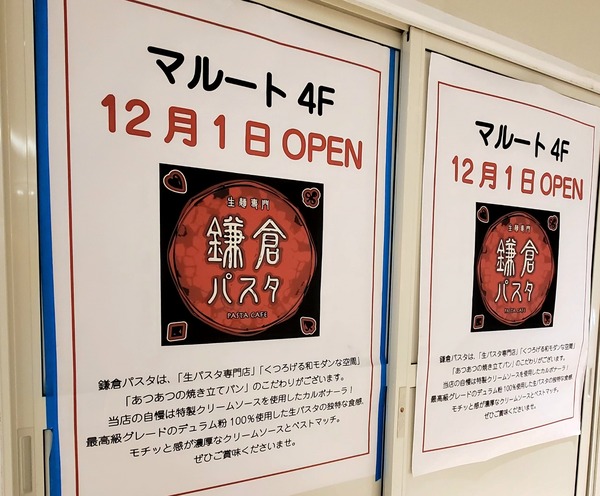 マルート 4F
12月1日 OPEN
生麺専門
鎌倉
パスタ
PASTA CAFE
鎌倉パスタは、「生パスタ専門店」「くつろげる和モダンな空間」
「あつあつの焼き立てパン」のこだわりがございます。
当店の自慢は特製クリームソースを使用したカルボナーラ！
最高級グレードのデュラム粉100％使用した生パスタの独特な食感、
モチッと感が濃厚なクリームソースとベストマッチ。
ぜひご賞味くださいませ。
マルート 4F
12月1日 OPEN
生麺専門
鎌倉
パスタ
PASTA CAFE
鎌倉パスタは、「生パスタ専門店」「くつろげる和モダンな空間」
「あつあつの焼き立てパン」のこだわりがございます。
当店の自慢は特製クリームソースを使用したカルボナーラ！
最高級グレードのデュラム粉100％使用した生パスタの独特な食感、
モチッと感が濃厚なクリームソースとベストマッチ。
ぜひご賞味くださいませ。